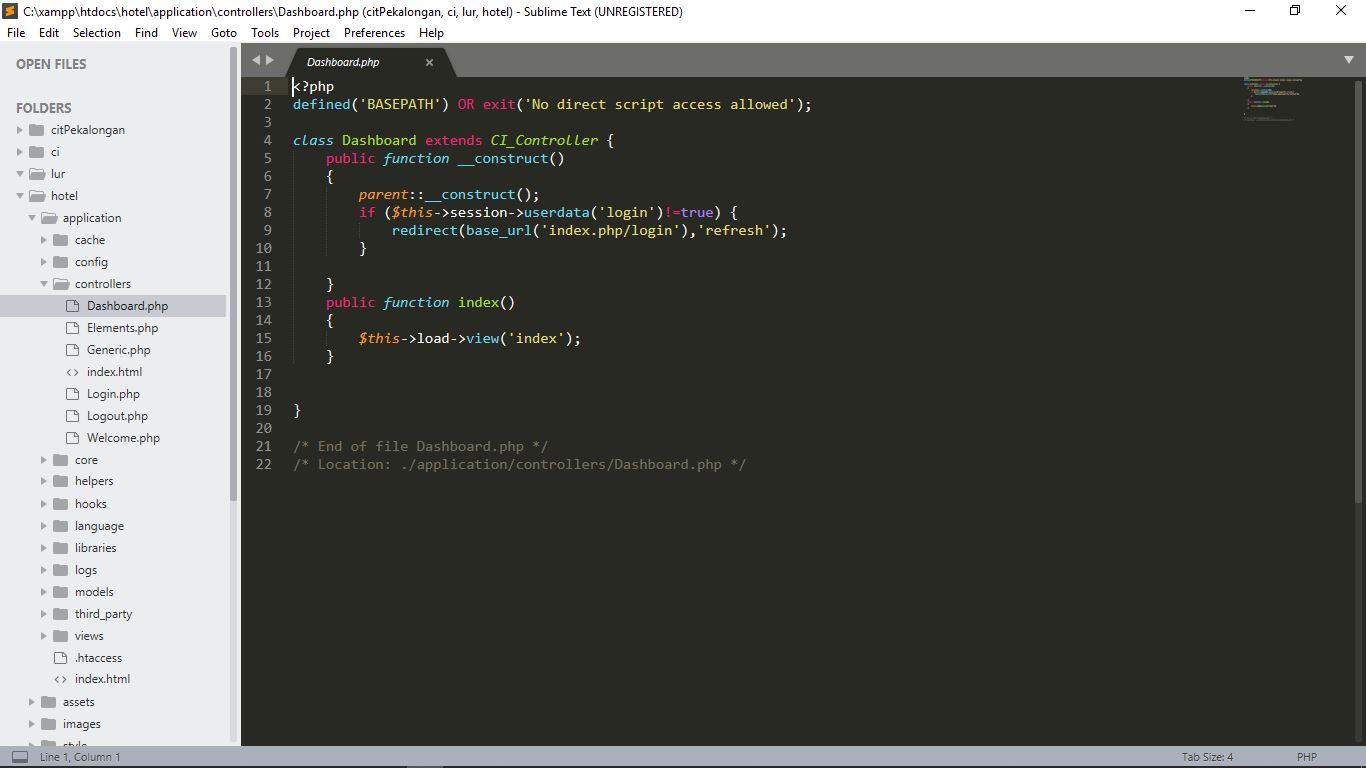 C:\xampp\htdocs\hotel\application\controllers\Dashboard.php (citPekalongan, ci, lur, hotel) - Sublime Text (UNREGISTERED)
File Edit Selection Find View Goto Tools Project Preferences Help
OPEN FILES
FOLDERS
citPekalongan
ci
lur
hotel
application
cache
config
controllers
Dashboard.php
Elements.php
Generic.php
index.html
Login.php
Logout.php
Welcome.php
core
helpers
hooks
language
libraries
logs
models
third_party
views
.htaccess
index.html
assets
images
style
Dashboard.php
1 <?php
2 defined('BASEPATH') OR exit('No direct script access allowed');
3
4 class Dashboard extends CI_Controller {
5 public function __construct()
6 {
7 parent::__construct();
8 if ($this->session->userdata('login')!=true) {
9 redirect(base_url('index.php/login'),'refresh');
10 }
11
12 }
13 public function index()
14 {
15 $this->load->view('index');
16 }
17
18
19 }
20
21 /* End of file Dashboard.php */
22 /* Location: ./application/controllers/Dashboard.php */
Line 1, Column 1
Tab Size: 4
PHP